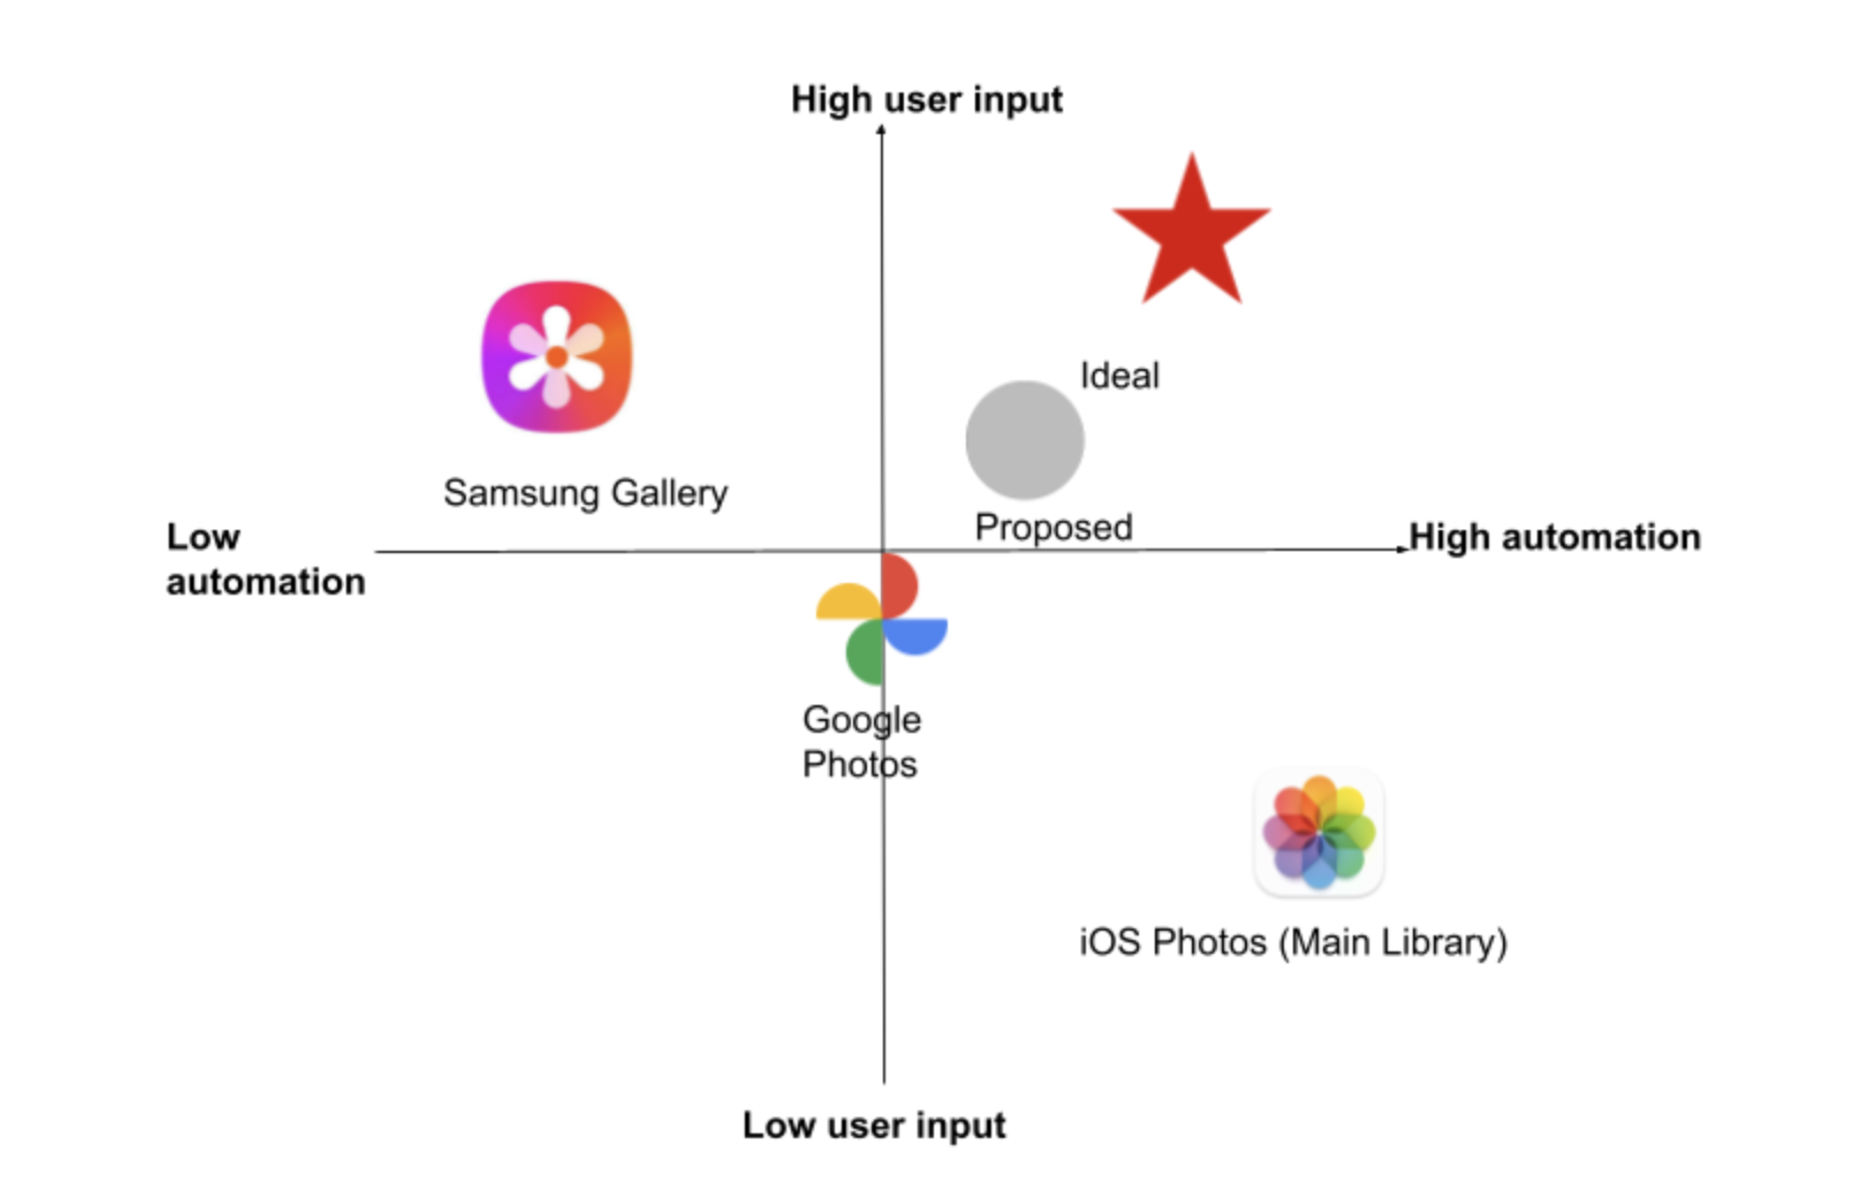 High user input
Ideal
Samsung Gallery
Proposed
Low
automation
High automation
Google
Photos
iOS Photos (Main Library)
Low user input